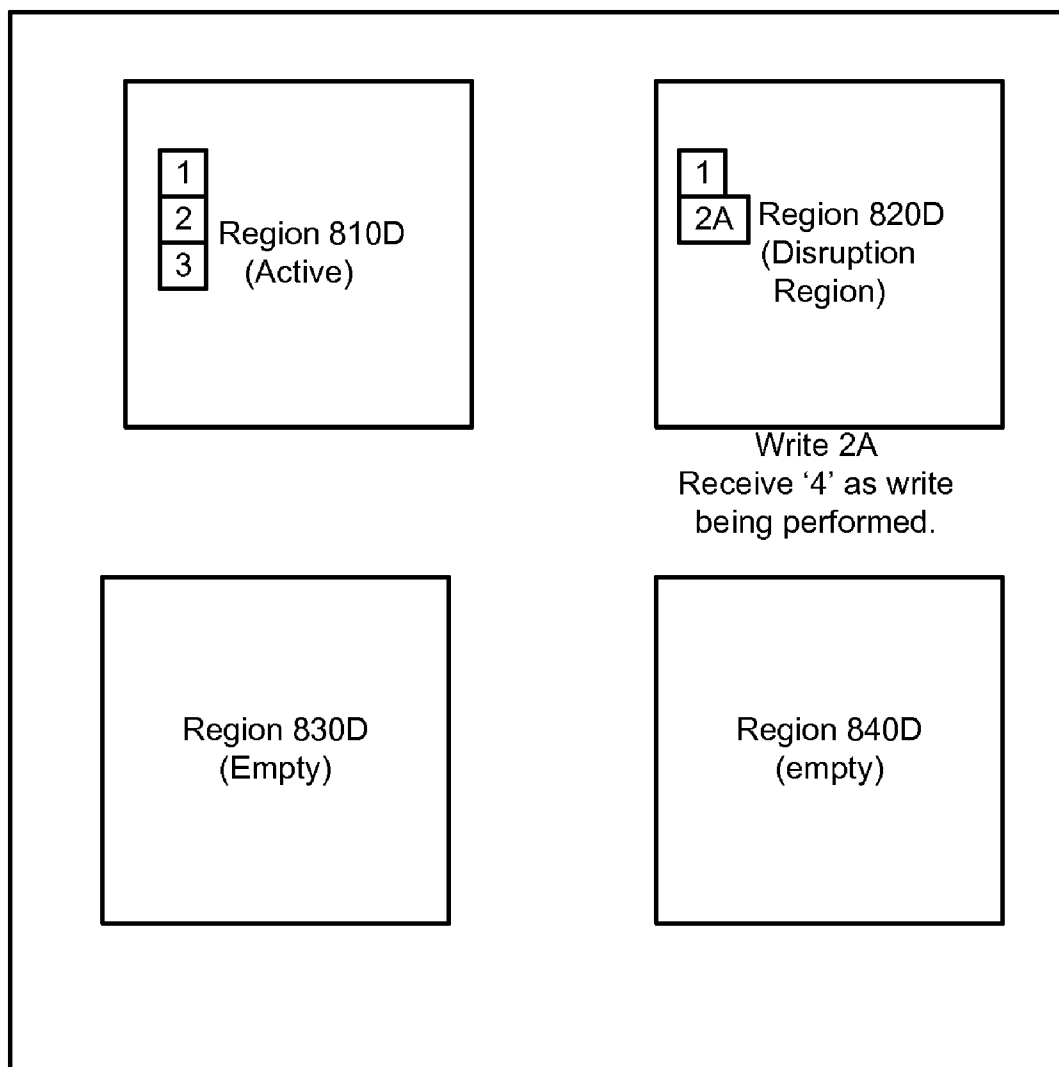 1
2
3
Region 810D
(Active)
1
2A
Region 820D
(Disruption
Region)
Write 2A
Receive ‘4’ as write
being performed.
Region 830D
(Empty)
Region 840D
(empty)